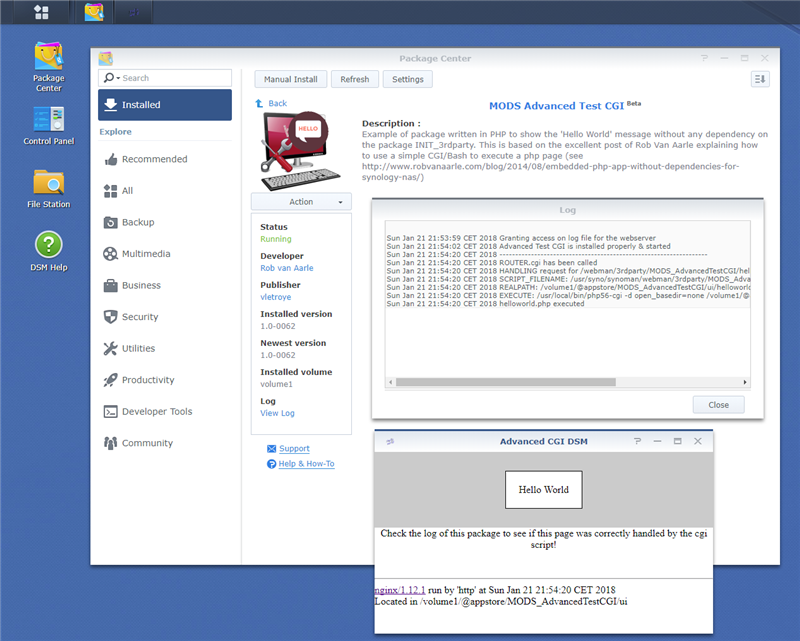 Package Center
Control Panel
File Station
DSM Help
Package Center
Search
Installed
Explore
Recommended
All
Backup
Multimedia
Business
Security
Utilities
Productivity
Developer Tools
Community
Manual Install
Refresh
Settings
Back
HELLO
Action
Status
Running
Developer
Rob van Aarle
Publisher
vletroye
Installed version
1.0-0062
Newest version
1.0-0062
Installed volume
volume1
Log
View Log
Support
Help & How-To
MODS Advanced Test CGI Beta
Description :
Example of package written in PHP to show the 'Hello World' message without any dependency on
the package INIT_3rdparty. This is based on the excellent post of Rob Van Aarle explaining how
to use a simple CGI/Bash to execute a php page (see
http://www.robvanaarle.com/blog/2014/08/embedded-php-app-without-dependencies-for-
synology-nas/)
Log
Sun Jan 21 21:53:59 CET 2018 Granting access on log file for the webserver
Sun Jan 21 21:54:02 CET 2018 Advanced Test CGI is installed properly & started
Sun Jan 21 21:54:20 CET 2018 ------------------------------------------------------------
Sun Jan 21 21:54:20 CET 2018 ROUTER.cgi has been called
Sun Jan 21 21:54:20 CET 2018 HANDLING request for /webman/3rdparty/MODS_AdvancedTestCGI/hel
Sun Jan 21 21:54:20 CET 2018 SCRIPT_FILENAME: /usr/syno/synoman/webman/3rdparty/MODS_Adva
Sun Jan 21 21:54:20 CET 2018 REALPATH: /volume1/@appstore/MODS_AdvancedTestCGI/ui/helloworld
Sun Jan 21 21:54:20 CET 2018 EXECUTE: /usr/local/bin/php56-cgi -d open_basedir=none /volume1/@
Sun Jan 21 21:54:20 CET 2018 helloworld.php executed
Close
Advanced CGI DSM
Hello World
Check the log of this package to see if this page was correctly handled by the cgi
script!
nginx/1.12.1 run by 'http' at Sun Jan 21 21:54:20 CET 2018
Located in /volume1/@appstore/MODS_AdvancedTestCGI/ui